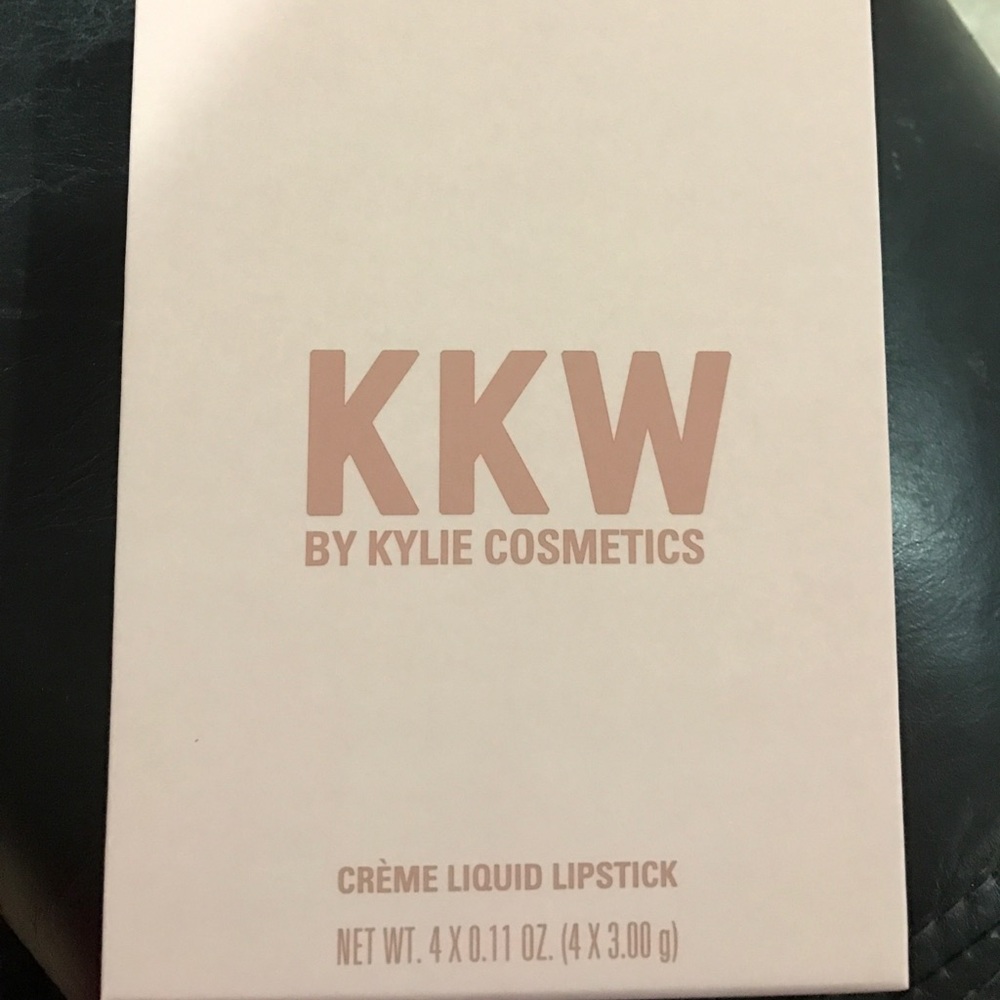 KKW
BY KYLIE COSMETICS
CRÈME LIQUID LIPSTICK
NET WT. 4 X 0.11 OZ. (4 X 3.00 g)